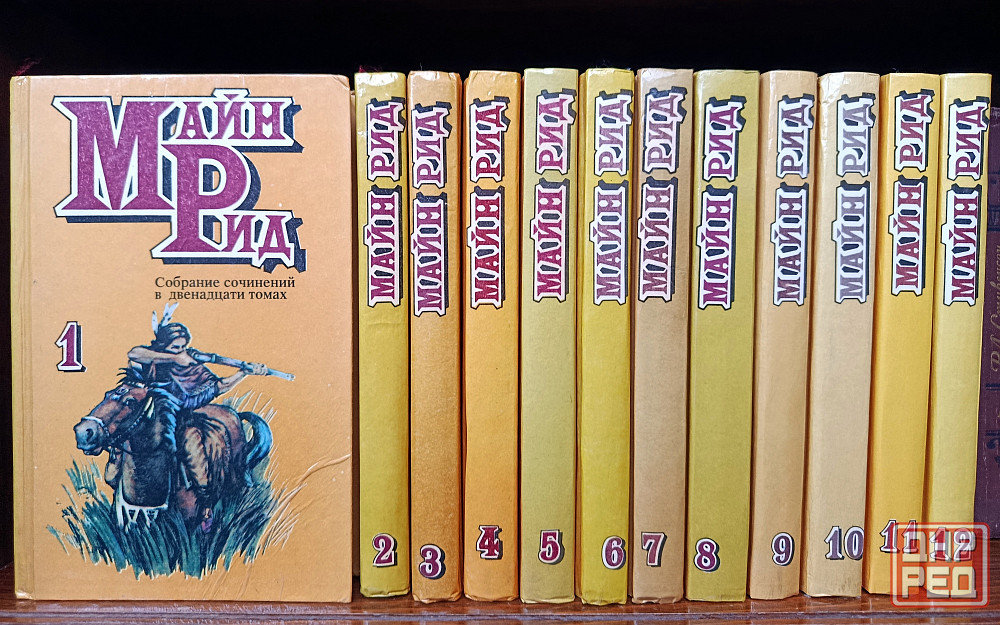 МАЙН
РИД
Собрание сочинений
в двенадцати томах
1
МАЙН РИД
2
МАЙН РИД
3
МАЙН РИД
4
МАЙН РИД
5
МАЙН РИД
6
МАЙН РИД
7
МАЙН РИД
8
МАЙН РИД
9
МАЙН РИД
10
МАЙН РИД
11
МАЙН РИД
12